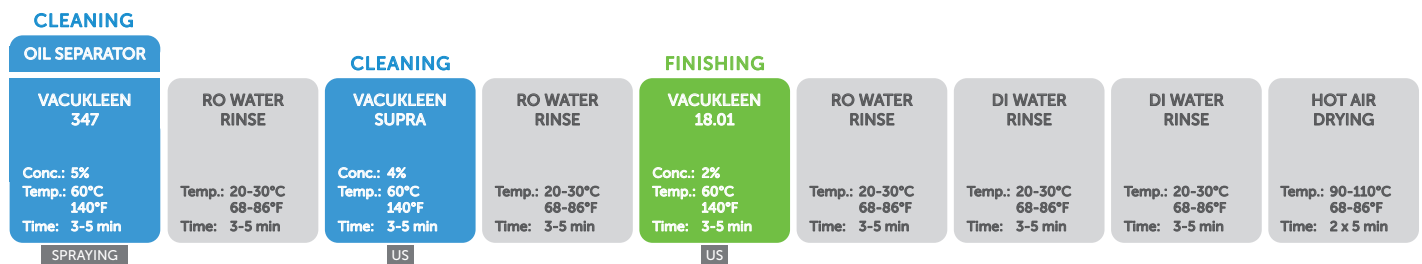 CLEANING
OIL SEPARATOR
VACUKLEEN
347
Conc.: 5%
Temp.: 60°C
140°F
Time: 3-5 min
SPRAYING
RO WATER
RINSE
Temp.: 20-30°C
68-86°F
Time: 3-5 min
CLEANING
VACUKLEEN
SUPRA
Conc.: 4%
Temp.: 60°C
140°F
Time: 3-5 min
US
RO WATER
RINSE
Temp.: 20-30°C
68-86°F
Time: 3-5 min
FINISHING
VACUKLEEN
18.01
Conc.: 2%
Temp.: 60°C
140°F
Time: 3-5 min
US
RO WATER
RINSE
Temp.: 20-30°C
68-86°F
Time: 3-5 min
DI WATER
RINSE
Temp.: 20-30°C
68-86°F
Time: 3-5 min
DI WATER
RINSE
Temp.: 20-30°C
68-86°F
Time: 3-5 min
HOT AIR
DRYING
Temp.: 90-110°C
68-86°F
Time: 2 x 5 min